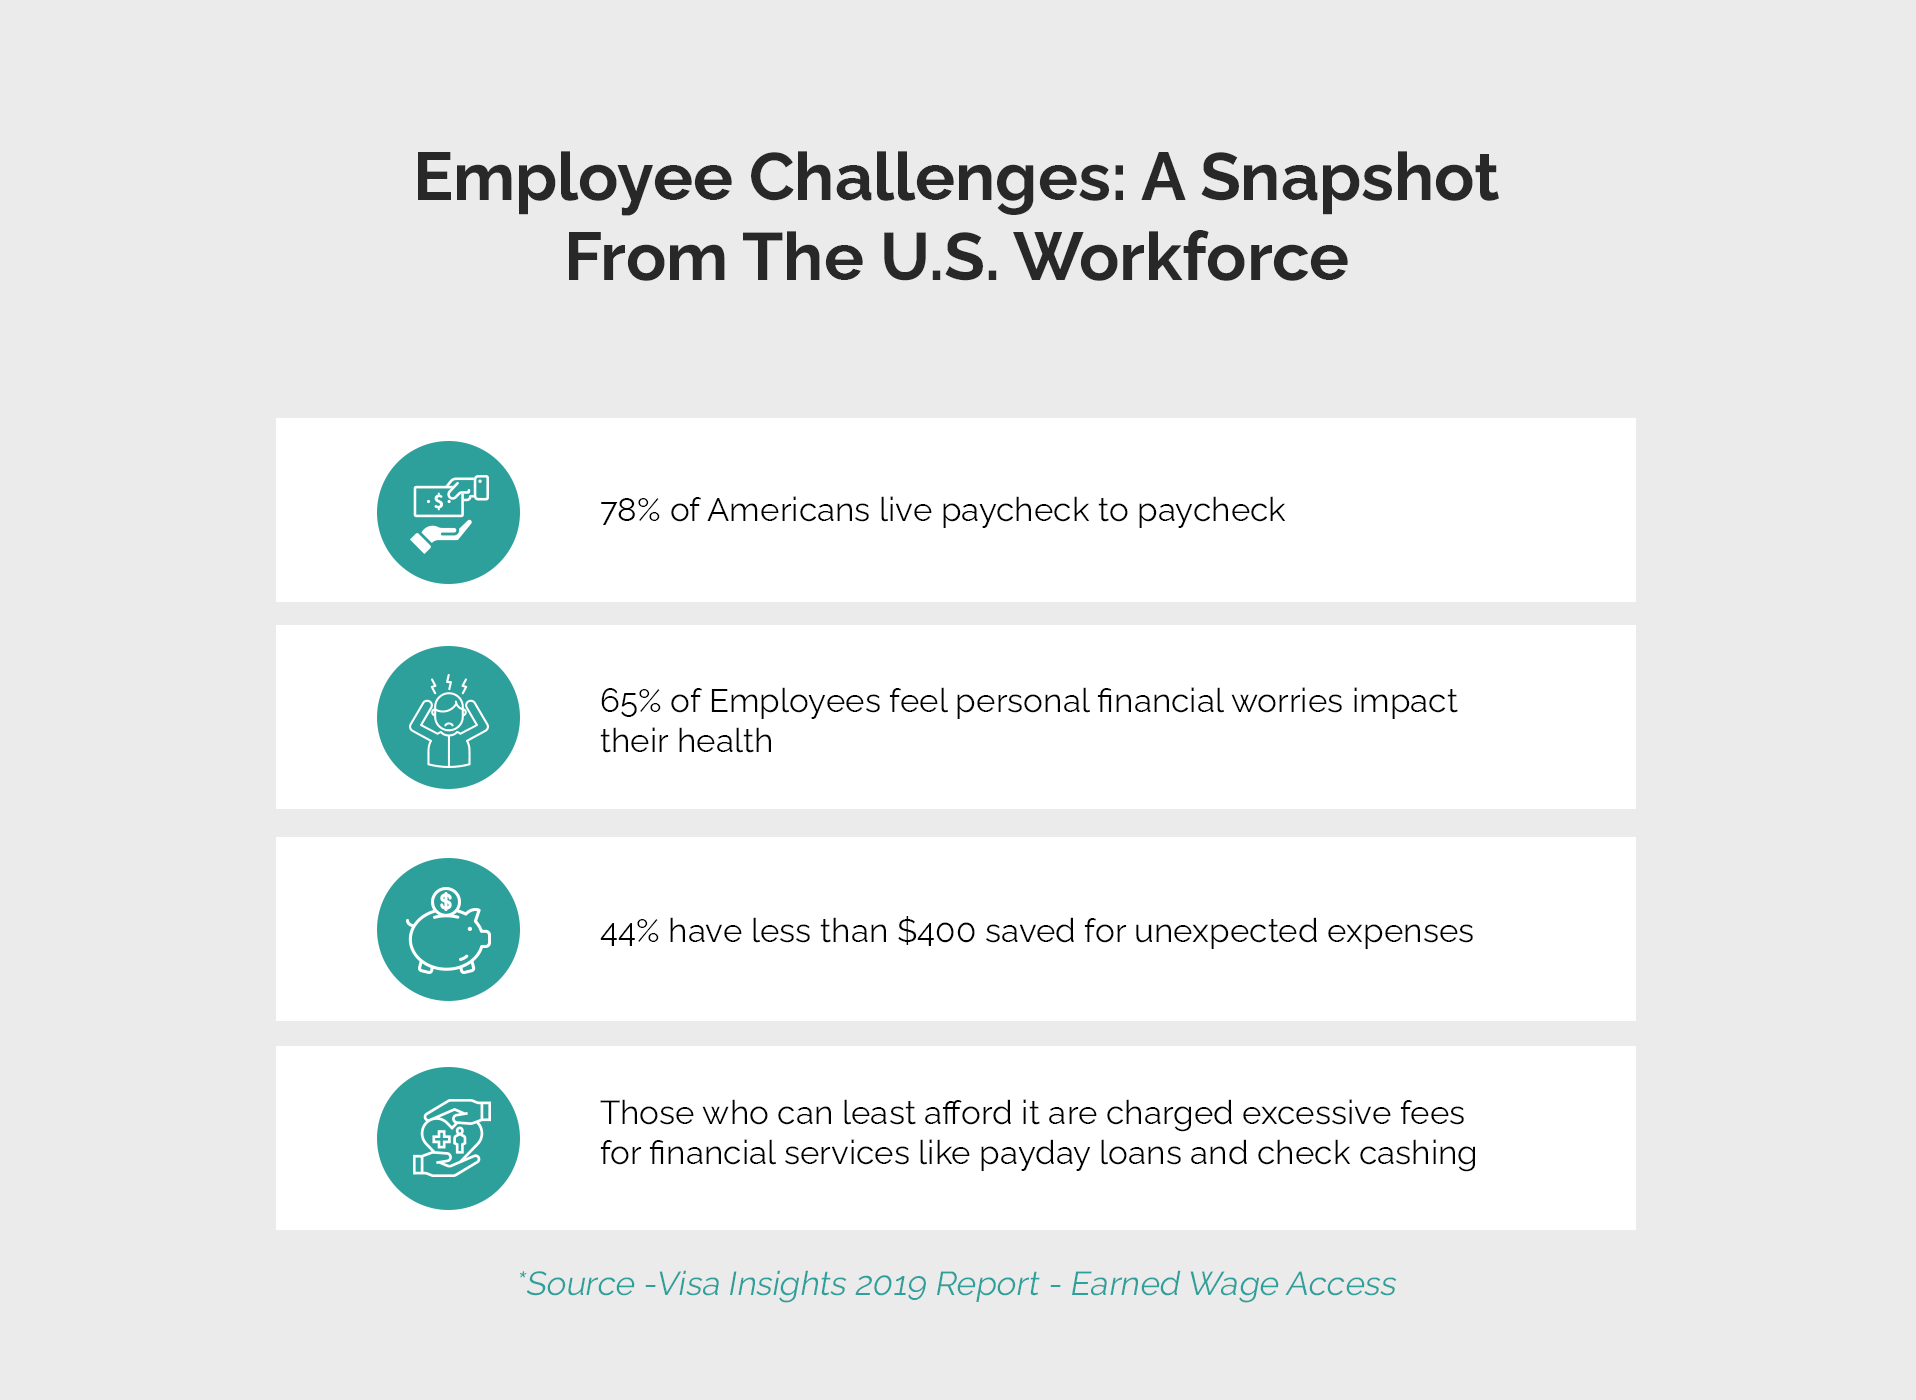 Employee Challenges: A Snapshot
From The U.S. Workforce
$
78% of Americans live paycheck to paycheck
65% of Employees feel personal financial worries impact
their health
$
44% have less than $400 saved for unexpected expenses
Those who can least afford it are charged excessive fees
for financial services like payday loans and check cashing
*Source -Visa Insights 2019 Report - Earned Wage Access